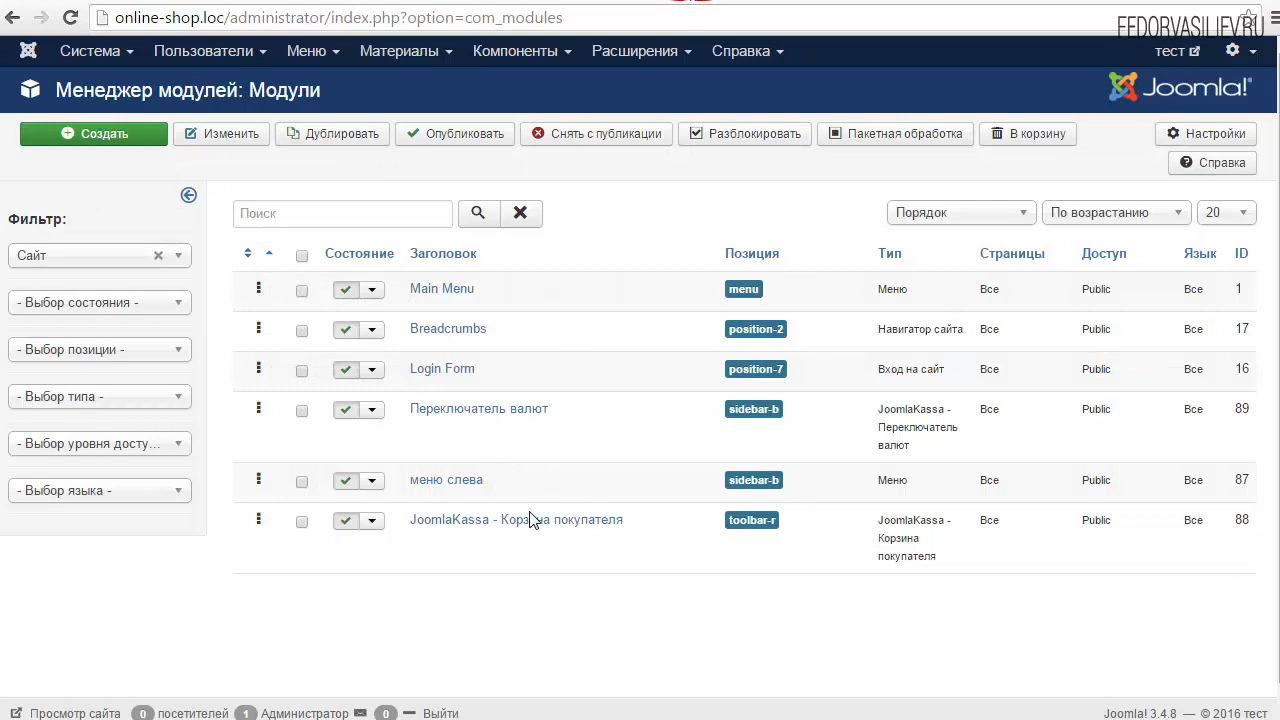 online-shop.loc/administrator/index.php?option=com_modules
FEDORVASILIEV.RU
Система Пользователи Меню Материалы Компоненты Расширения Справка тест
Менеджер модулей: Модули Joomla!
Создать Изменить Дублировать Опубликовать Снять с публикации Разблокировать Пакетная обработка В корзину Настройки
Справка
Фильтр:
Сайт
- Выбор состояния -
- Выбор позиции -
- Выбор типа -
- Выбор уровня досту...
- Выбор языка -
Поиск Порядок По возрастанию 20
Состояние Заголовок Позиция Тип Страницы Доступ Язык ID
Main Menu menu Меню Все Public Все 1
Breadcrumbs position-2 Навигатор сайта Все Public Все 17
Login Form position-7 Вход на сайт Все Public Все 16
Переключатель валют sidebar-b JoomlaKassa - Все Public Все 89
Переключатель
валют
меню слева sidebar-b Меню Все Public Все 87
JoomlaKassa - Корзина покупателя toolbar-r JoomlaKassa - Все Public Все 88
Корзина
покупателя
Просмотр сайта 0 посетителей 1 Администратор 0 Выйти Joomla! 3.4.8 — © 2016 тест